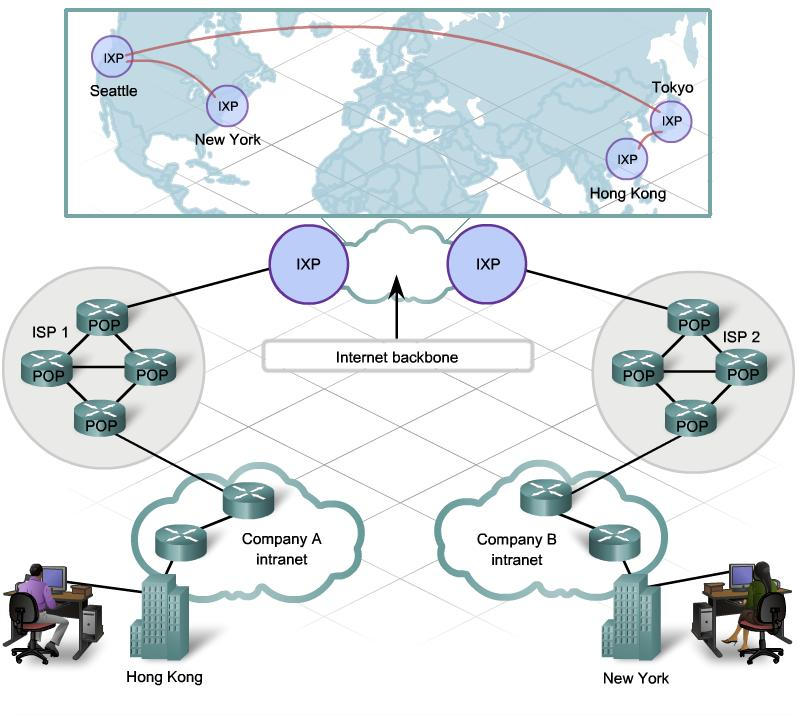 IXP
Seattle
IXP
New York
Tokyo
IXP
IXP
Hong Kong
IXP
IXP
Internet backbone
ISP 1
POP
POP
POP
POP
POP
ISP 2
POP
POP
POP
Company A
intranet
Company B
intranet
Hong Kong
New York